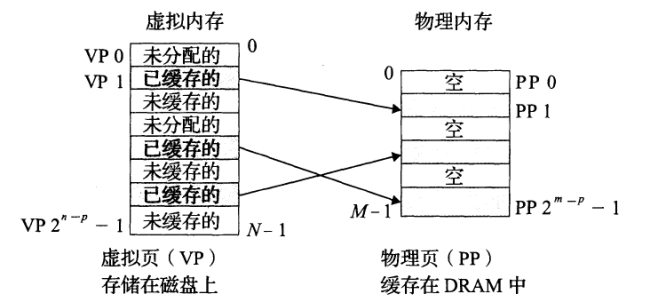 虚拟内存
物理内存
VP 0 未分配的 0
VP 1 已缓存的
未缓存的
未分配的
已缓存的
未缓存的
已缓存的
VP 2^{n-p} - 1 未缓存的 N-1
0 空 PP 0
PP 1
空
空
M-1 PP 2^{m-p} - 1
虚拟页（VP）
存储在磁盘上
物理页（PP）
缓存在 DRAM 中